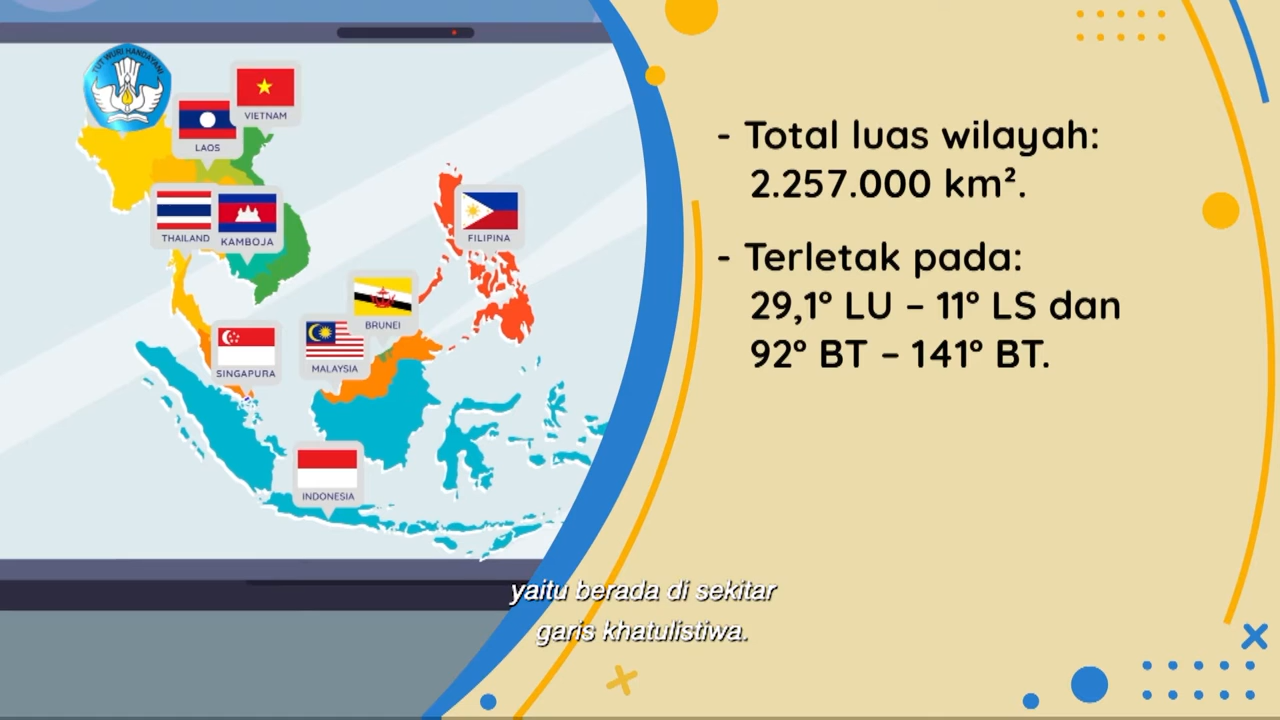 TUT WURI HANDAYANI
VIETNAM
LAOS
THAILAND
KAMBOJA
FILIPINA
BRUNEI
SINGAPURA
MALAYSIA
INDONESIA
- Total luas wilayah:
2.257.000 km².
- Terletak pada:
29,1° LU – 11° LS dan
92° BT – 141° BT.
yaitu berada di sekitar
garis khatulistiwa.